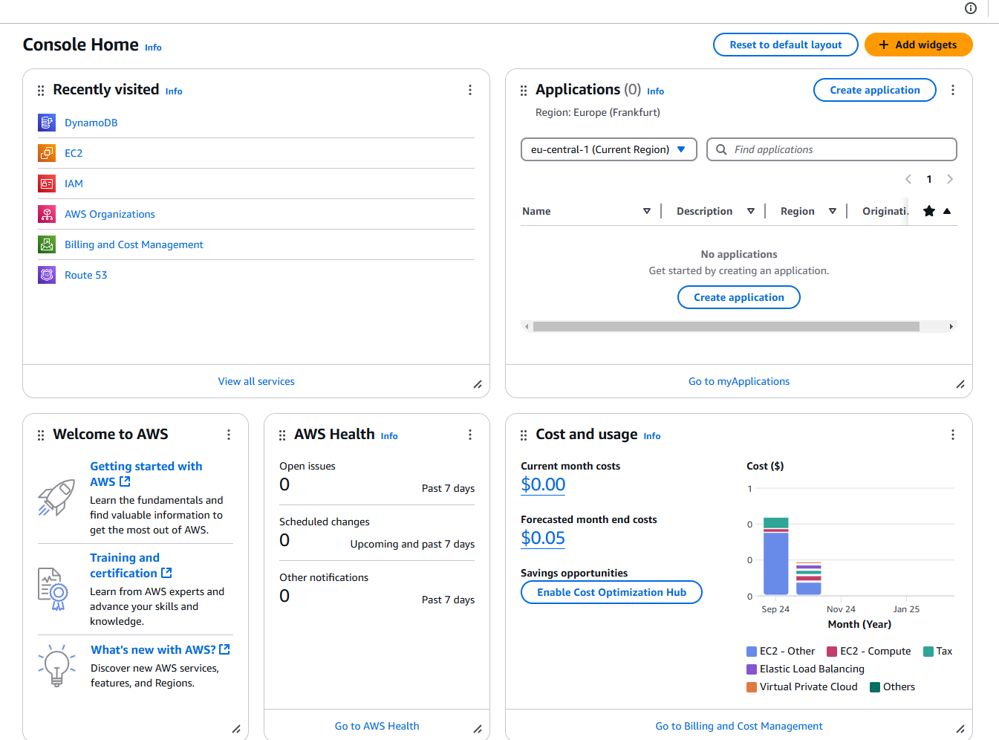 Console Home Info
Reset to default layout
+ Add widgets
Recently visited Info
DynamoDB
EC2
IAM
AWS Organizations
Billing and Cost Management
Route 53
View all services
Applications (0) Info
Create application
Region: Europe (Frankfurt)
eu-central-1 (Current Region)
Find applications
1
Name Description Region Originati.
No applications
Get started by creating an application.
Create application
Go to myApplications
Welcome to AWS
Getting started with
AWS
Learn the fundamentals and
find valuable information to
get the most out of AWS.
Training and
certification
Learn from AWS experts and
advance your skills and
knowledge.
What's new with AWS?
Discover new AWS services,
features, and Regions.
AWS Health Info
Open issues
0 Past 7 days
Scheduled changes
0 Upcoming and past 7 days
Other notifications
0 Past 7 days
Go to AWS Health
Cost and usage Info
Current month costs
$0.00
Forecasted month end costs
$0.05
Savings opportunities
Enable Cost Optimization Hub
Cost ($)
1
0
0
0
Sep 24 Nov 24 Jan 25
Month (Year)
EC2 - Other EC2 - Compute Tax
Elastic Load Balancing
Virtual Private Cloud Others
Go to Billing and Cost Management